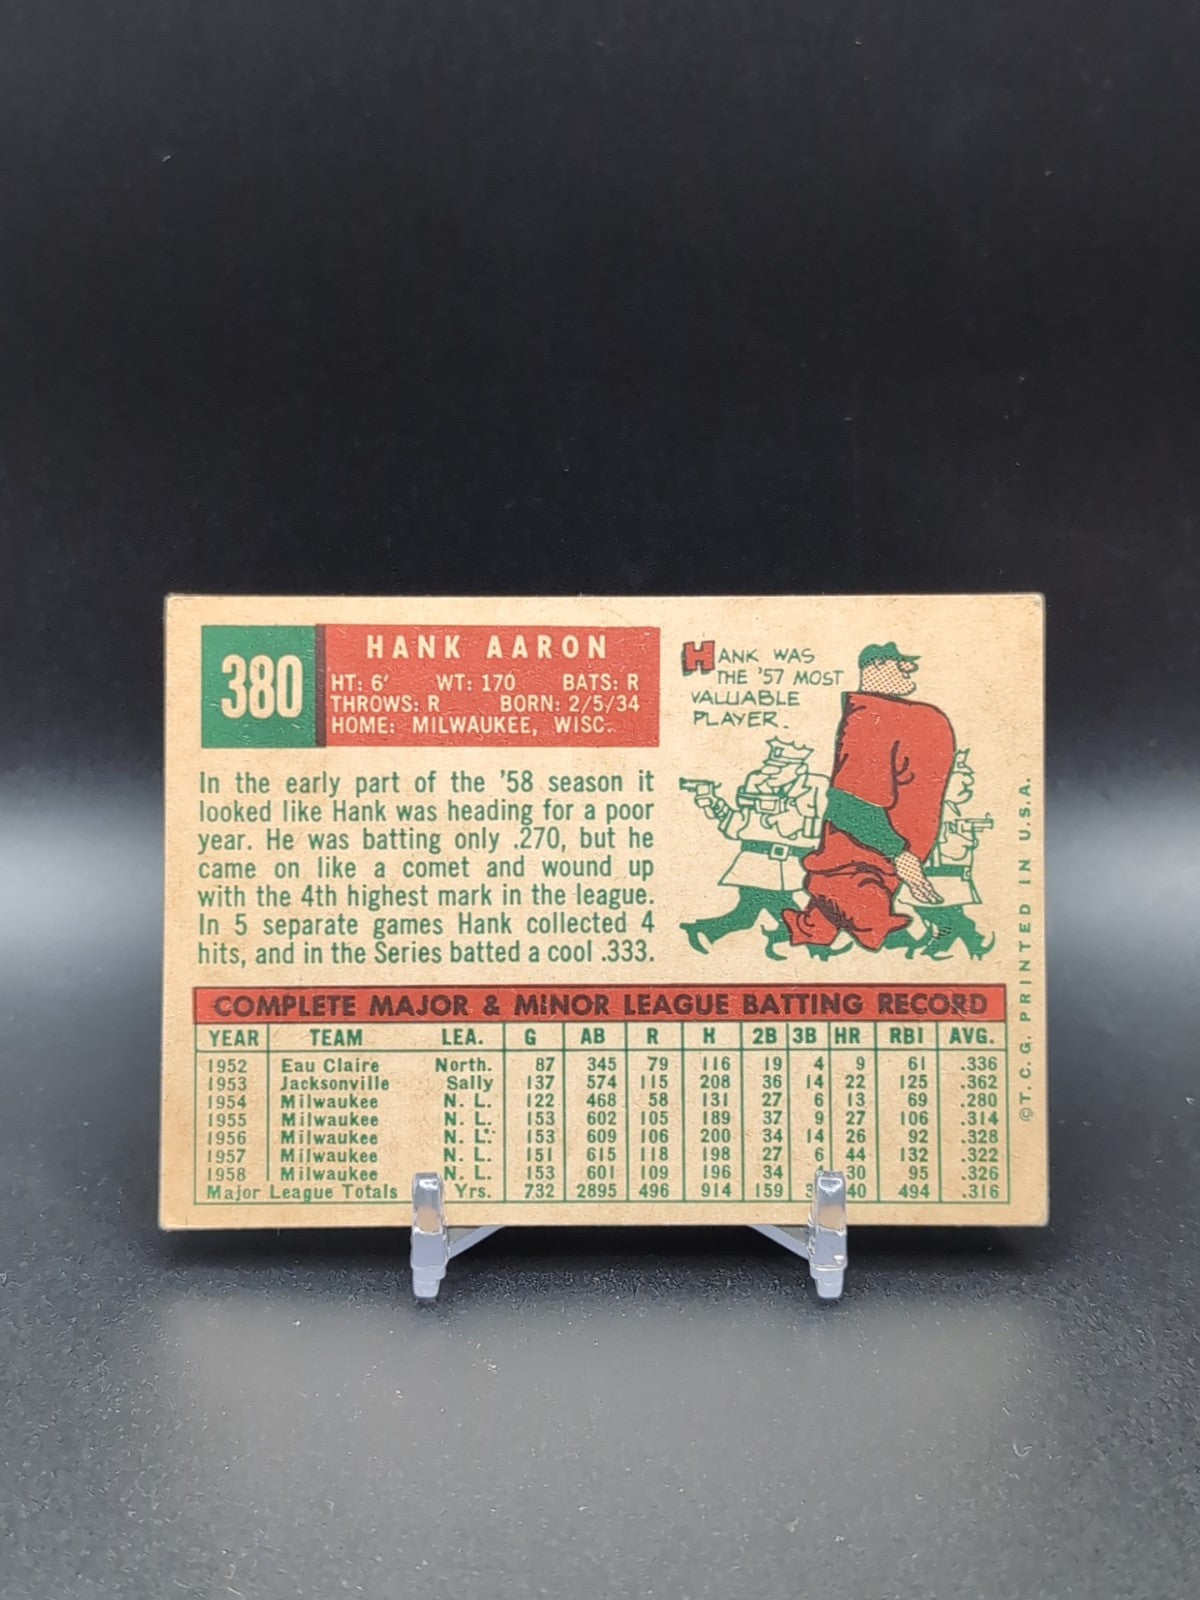 380
HANK AARON
HT: 6' WT: 170 BATS: R
THROWS: R BORN: 2/5/34
HOME: MILWAUKEE, WISC.
HANK WAS
THE '57 MOST
VALUABLE
PLAYER.
In the early part of the '58 season it
looked like Hank was heading for a poor
year. He was batting only .270, but he
came on like a comet and wound up
with the 4th highest mark in the league.
In 5 separate games Hank collected 4
hits, and in the Series batted a cool .333.
COMPLETE MAJOR & MINOR LEAGUE BATTING RECORD
YEAR TEAM LEA. G AB R H 2B 3B HR RBI AVG.
1952 Eau Claire North. 87 345 79 116 19 4 9 61 .336
1953 Jacksonville Sally 137 574 115 208 36 14 22 125 .362
1954 Milwaukee N. L. 122 468 58 131 27 6 13 69 .280
1955 Milwaukee N. L. 153 602 105 189 37 9 27 106 .314
1956 Milwaukee N. L. 153 609 106 200 34 14 26 92 .328
1957 Milwaukee N. L. 151 615 118 198 27 6 44 132 .322
1958 Milwaukee N. L. 153 601 109 196 34 4 30 95 .326
Major League Totals Yrs. 732 2895 496 914 159 40 494 .316
© T. C. G. PRINTED IN U.S.A.